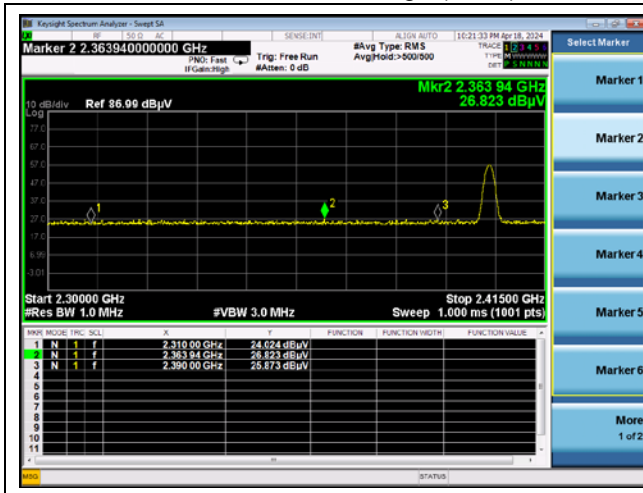 Keysight Spectrum Analyzer - Swept SA
RF 50 Ω AC SENSE:INT ALIGN AUTO 10:21:33 PM Apr 18, 2024
Marker 2 2.363940000000 GHz
PNO: Fast
IFGain:High
Trig: Free Run
#Atten: 0 dB
#Avg Type: RMS
Avg|Hold:>500/500
TRACE 1 2 3 4 5 6
TYPE M WWWWW
DET P S N N N N
Mkr2 2.363 94 GHz
26.823 dBµV
10 dB/div Ref 86.99 dBµV
Log
77.0
67.0
57.0
47.0
37.0
27.0
17.0
6.99
-3.01
1
2
3
Start 2.30000 GHz Stop 2.41500 GHz
#Res BW 1.0 MHz #VBW 3.0 MHz Sweep 1.000 ms (1001 pts)
MKR MODE TRC SCL X Y FUNCTION FUNCTION WIDTH FUNCTION VALUE
1 N 1 f 2.310 00 GHz 24.024 dBµV
2 N 1 f 2.363 94 GHz 26.823 dBµV
3 N 1 f 2.390 00 GHz 25.873 dBµV
4
5
6
7
8
9
10
11
MSG STATUS
Select Marker
Marker 1
Marker 2
Marker 3
Marker 4
Marker 5
Marker 6
More
1 of 2